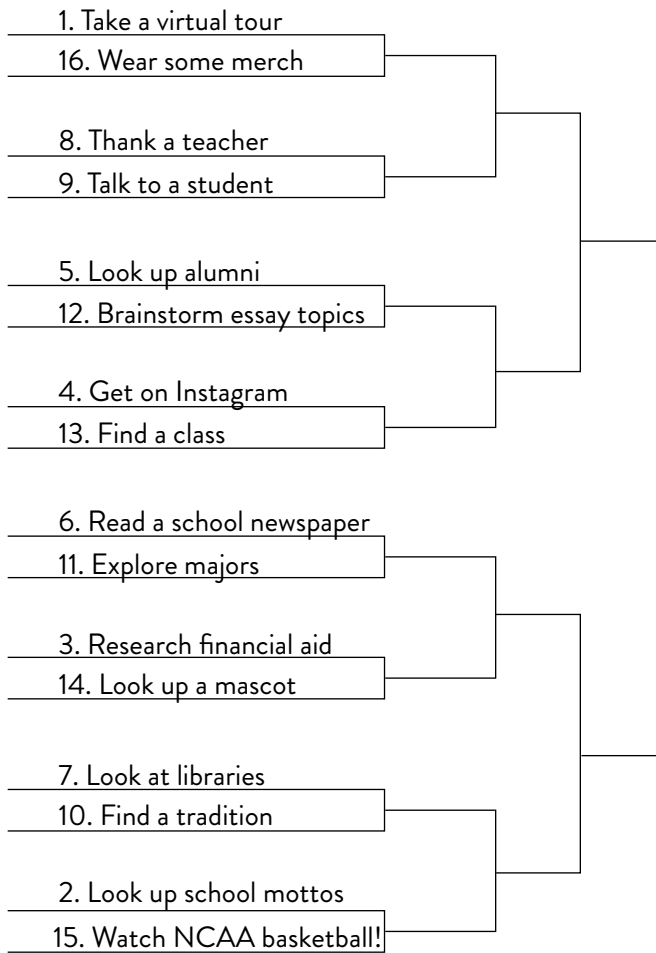 1. Take a virtual tour
16. Wear some merch
8. Thank a teacher
9. Talk to a student
5. Look up alumni
12. Brainstorm essay topics
4. Get on Instagram
13. Find a class
6. Read a school newspaper
11. Explore majors
3. Research financial aid
14. Look up a mascot
7. Look at libraries
10. Find a tradition
2. Look up school mottos
15. Watch NCAA basketball!